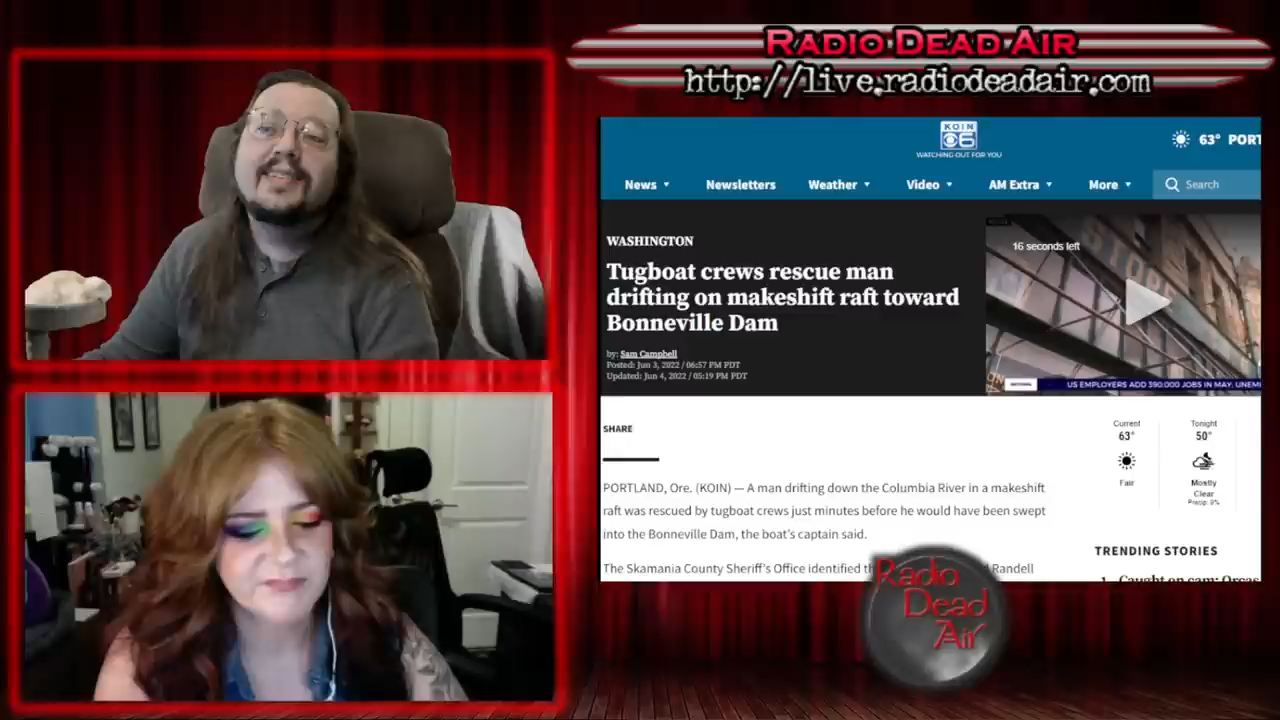 RADIO DEAD AIR
http://live.radiodeadair.com
KOIN
6
WATCHING OUT FOR YOU
63° PORT
News
Newsletters
Weather
Video
AM Extra
More
Search
WASHINGTON
Tugboat crews rescue man
drifting on makeshift raft toward
Bonneville Dam
by: Sam Campbell
Posted: Jun 3, 2022 / 06:57 PM PDT
Updated: Jun 4, 2022 / 05:19 PM PDT
16 seconds left
US EMPLOYERS ADD 390,000 JOBS IN MAY, UNEM
SHARE
Current
63°
Fair
Tonight
50°
Mostly
Clear
PORTLAND, Ore. (KOIN) — A man drifting down the Columbia River in a makeshift
raft was rescued by tugboat crews just minutes before he would have been swept
into the Bonneville Dam, the boat's captain said.
The Skamania County Sheriff's Office identified Randell
TRENDING STORIES
1. Caught on cam: Orcas
Radio
Dead
Air